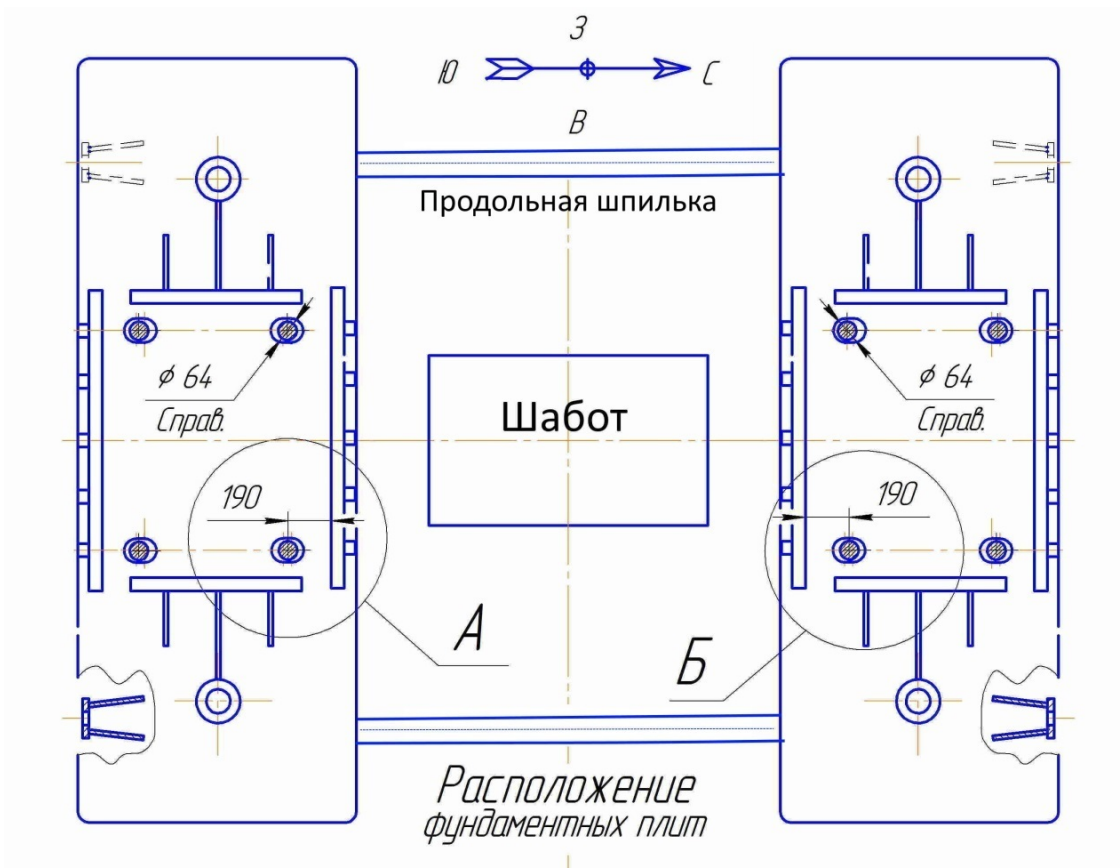 З
Ю С
В
Продольная шпилька
ϕ 64
Справ.
ϕ 64
Справ.
Шабот
190
190
А
Б
Расположение
фундаментных плит